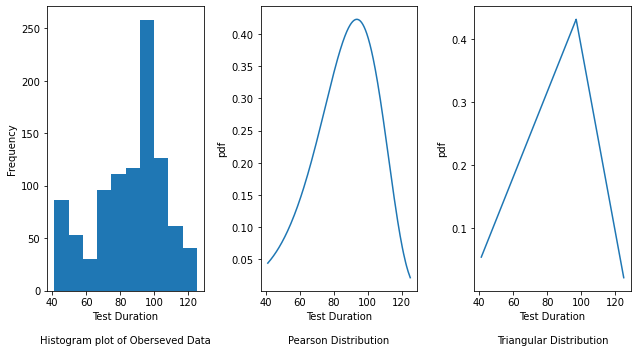 250
200
150
100
50
0
Frequency
40 60 80 100 120
Test Duration
Histogram plot of Oberseved Data
0.40
0.35
0.30
0.25
0.20
0.15
0.10
0.05
pdf
40 60 80 100 120
Test Duration
Pearson Distribution
0.4
0.3
0.2
0.1
pdf
40 60 80 100 120
Test Duration
Triangular Distribution